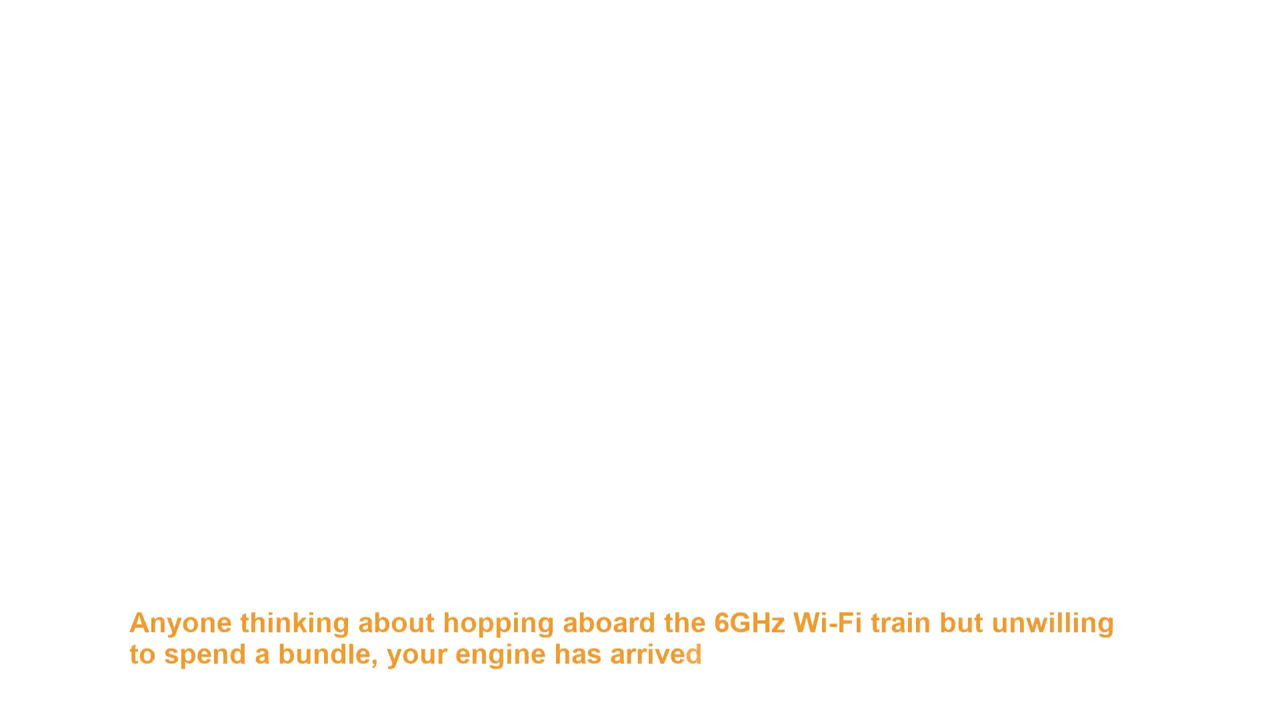 Anyone thinking about hopping aboard the 6GHz Wi-Fi train but unwilling
to spend a bundle, your engine has arrived